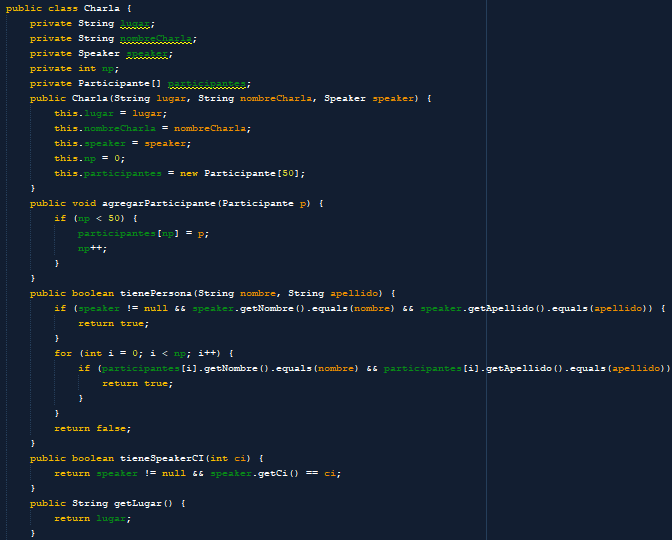 public class Charla {
    private String lugar;
    private String nombreCharla;
    private Speaker speaker;
    private int np;
    private Participante[] participantes;
    public Charla(String lugar, String nombreCharla, Speaker speaker) {
        this.lugar = lugar;
        this.nombreCharla = nombreCharla;
        this.speaker = speaker;
        this.np = 0;
        this.participantes = new Participante[50];
    }
    public void agregarParticipante(Participante p) {
        if (np < 50) {
            participantes[np] = p;
            np++;
        }
    }
    public boolean tienePersona(String nombre, String apellido) {
        if (speaker != null && speaker.getNombre().equals(nombre) && speaker.getApellido().equals(apellido)) {
            return true;
        }
        for (int i = 0; i < np; i++) {
            if (participantes[i].getNombre().equals(nombre) && participantes[i].getApellido().equals(apellido))
                return true;
            }
        }
        return false;
    }
    public boolean tieneSpeakerCI(int ci) {
        return speaker != null && speaker.getCi() == ci;
    }
    public String getLugar() {
        return lugar;
    }